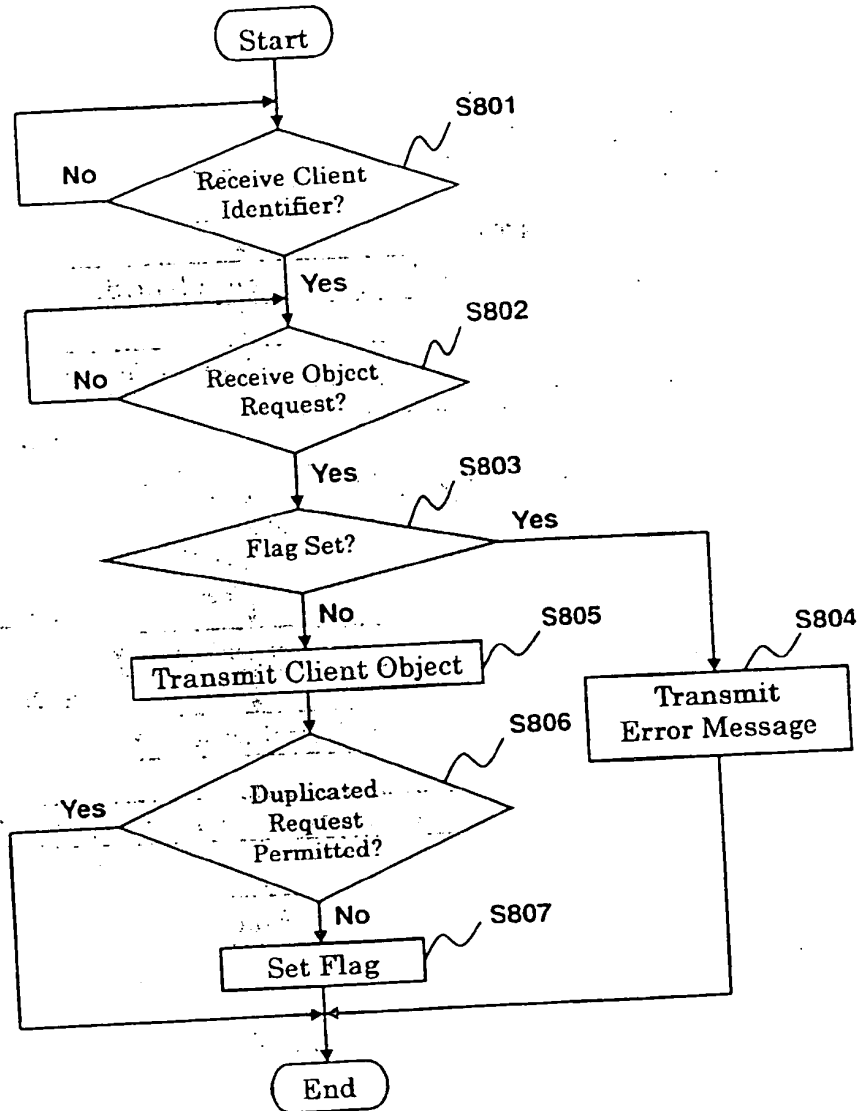 Start
S801
No
Receive Client
Identifier?
Yes
S802
No
Receive Object
Request?
Yes
S803
Flag Set?
Yes
No
S805
Transmit Client Object
S804
Transmit
Error Message
S806
Yes
Duplicated
Request
Permitted?
No
S807
Set Flag
End